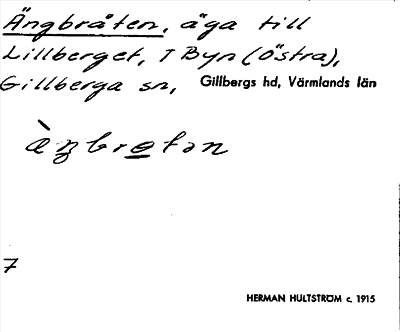 Ängbråten, äga till
Lillberget, T Byn (Östra),
Gillberga sn, Gillbergs hd, Värmlands län
7
HERMAN HULTSTRÖM c. 1915